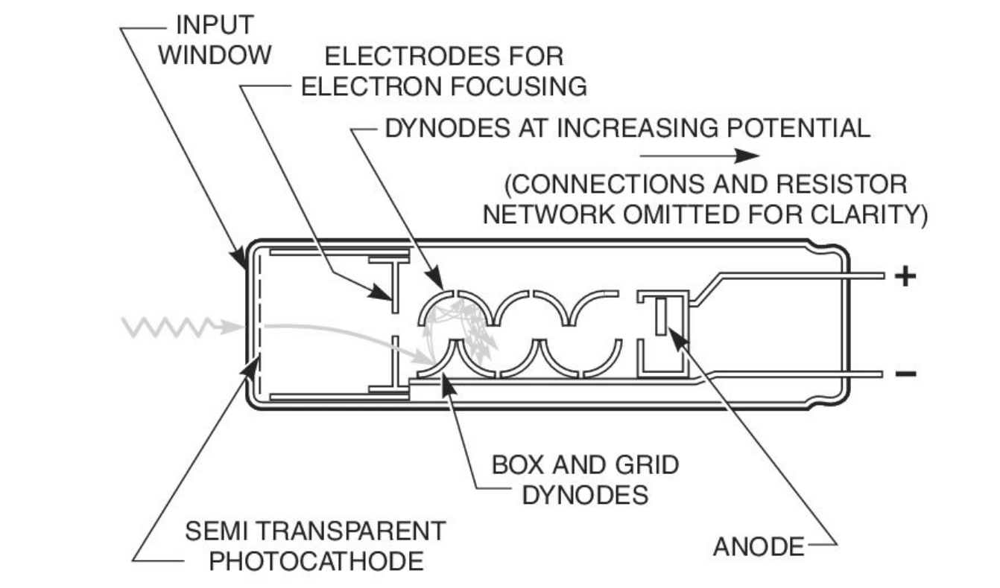 INPUT
WINDOW
ELECTRODES FOR
ELECTRON FOCUSING
DYNODES AT INCREASING POTENTIAL
(CONNECTIONS AND RESISTOR
NETWORK OMITTED FOR CLARITY)
+
−
BOX AND GRID
DYNODES
SEMI TRANSPARENT
PHOTOCATHODE
ANODE